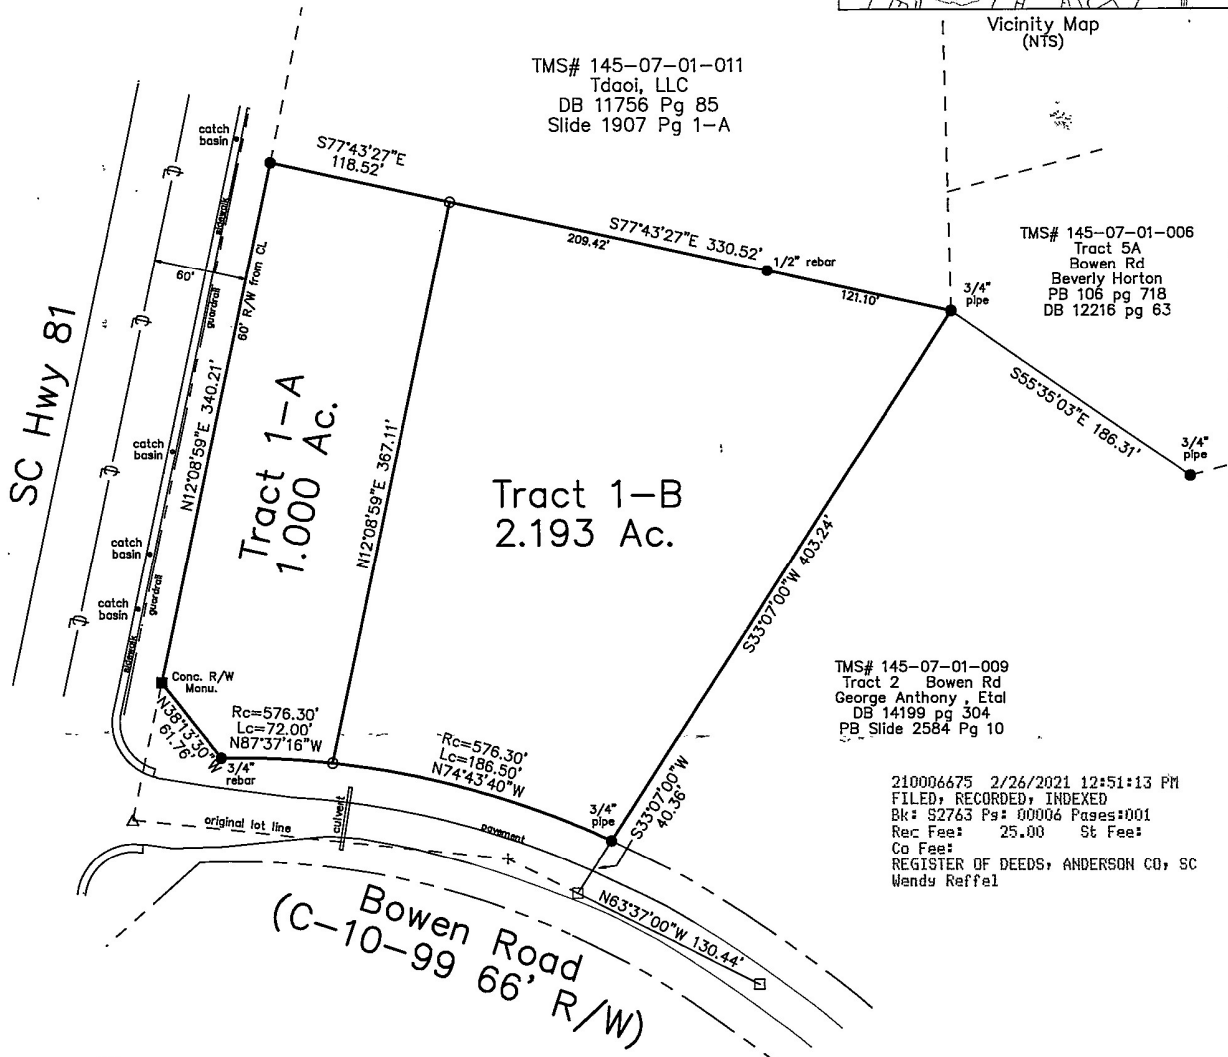 Vicinity Map
(NTS)
TMS# 145-07-01-011
Tdaoi, LLC
DB 11756 Pg 85
Slide 1907 Pg 1-A
catch
basin
S77°43'27"E
118.52'
S77°43'27"E 330.52'
209.42'
1/2" rebar
121.10'
3/4"
pipe
TMS# 145-07-01-006
Tract 5A
Bowen Rd
Beverly Horton
PB 106 pg 718
DB 12216 pg 63
S55°35'03"E 186.31'
3/4"
pipe
sidewalk
60'
60' R/W from CL
guardrail
SC Hwy 81
N12°08'59"E 340.21'
Tract 1-A
1.000 Ac.
N12°08'59"E 367.11'
Tract 1-B
2.193 Ac.
S33°07'00"W 403.24'
catch
basin
catch
basin
guardrail
catch
basin
sidewalk
Conc. R/W
Monu.
N38°13'30"W
61.76'
3/4"
rebar
Rc=576.30'
Lc=72.00'
N87°37'16"W
Rc=576.30'
Lc=186.50'
N74°43'40"W
3/4"
pipe
S33°07'00"W
40.36'
TMS# 145-07-01-009
Tract 2 Bowen Rd
George Anthony , Etal
DB 14199 pg 304
PB Slide 2584 Pg 10
original lot line
culvert
pavement
N63°37'00"W 130.44'
Bowen Road
(C-10-99 66' R/W)
210006675 2/26/2021 12:51:13 PM
FILED, RECORDED, INDEXED
Bk: S2763 Pg: 00006 Pages:001
Rec Fee: 25.00 St Fee:
Co Fee:
REGISTER OF DEEDS, ANDERSON CO, SC
Wendy Reffel